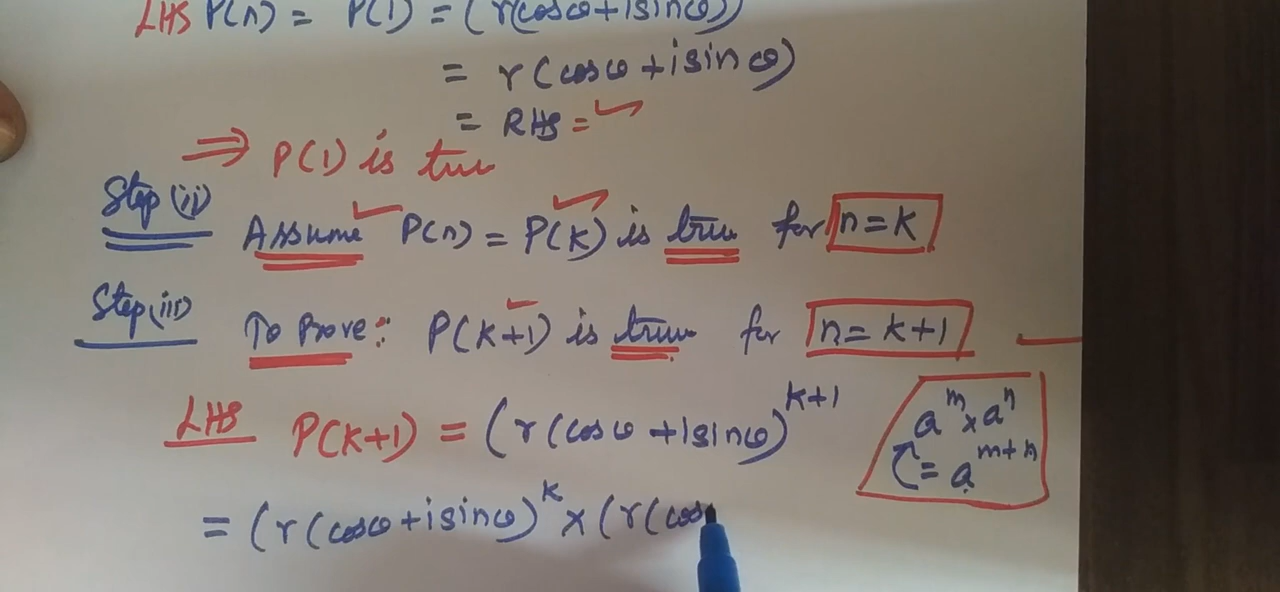 LHS P(n) = P(1) = (r(cosθ+isinθ))
= r(cosθ+isinθ)
= RHS =
⇒ P(1) is true
Step (ii) Assume P(n) = P(K) is true for n=K
Step (iii) To Prove: P(K+1) is true for n=K+1
LHS P(K+1) = (r(cosθ+isinθ)^K+1
a^m × a^n
= a^m+n
= (r(cosθ+isinθ)^K × (r(cos